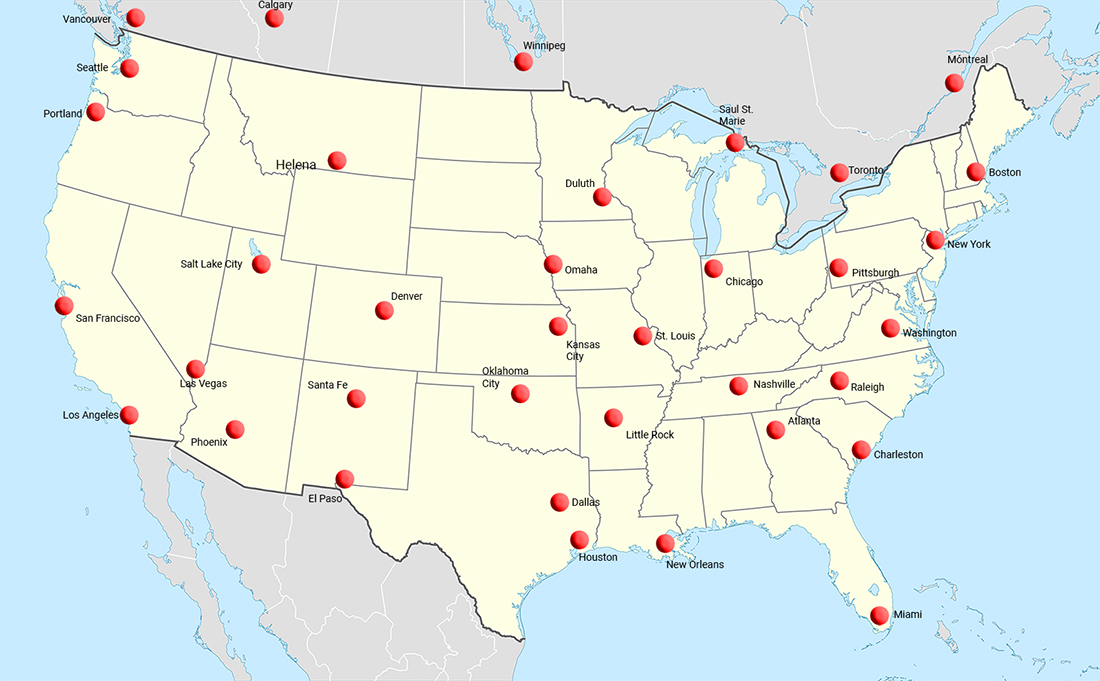 Calgary
Vancouver
Winpeg
Móntreal
Seattle
Saul St.
Marie
Portland
Helena
Toronto
Boston
Duluth
New York
Salt Lake City
Omaha
Pittsburgh
Chicago
Denver
San Francisco
Washington
St. Louis
Kansas
City
Oklahoma
City
Las Vegas
Santa Fe
Nashville
Raleigh
Los Angeles
Phoenix
Little Rock
Atlanta
Charleston
El Paso
Dallas
Houston
New Orleans
Miami